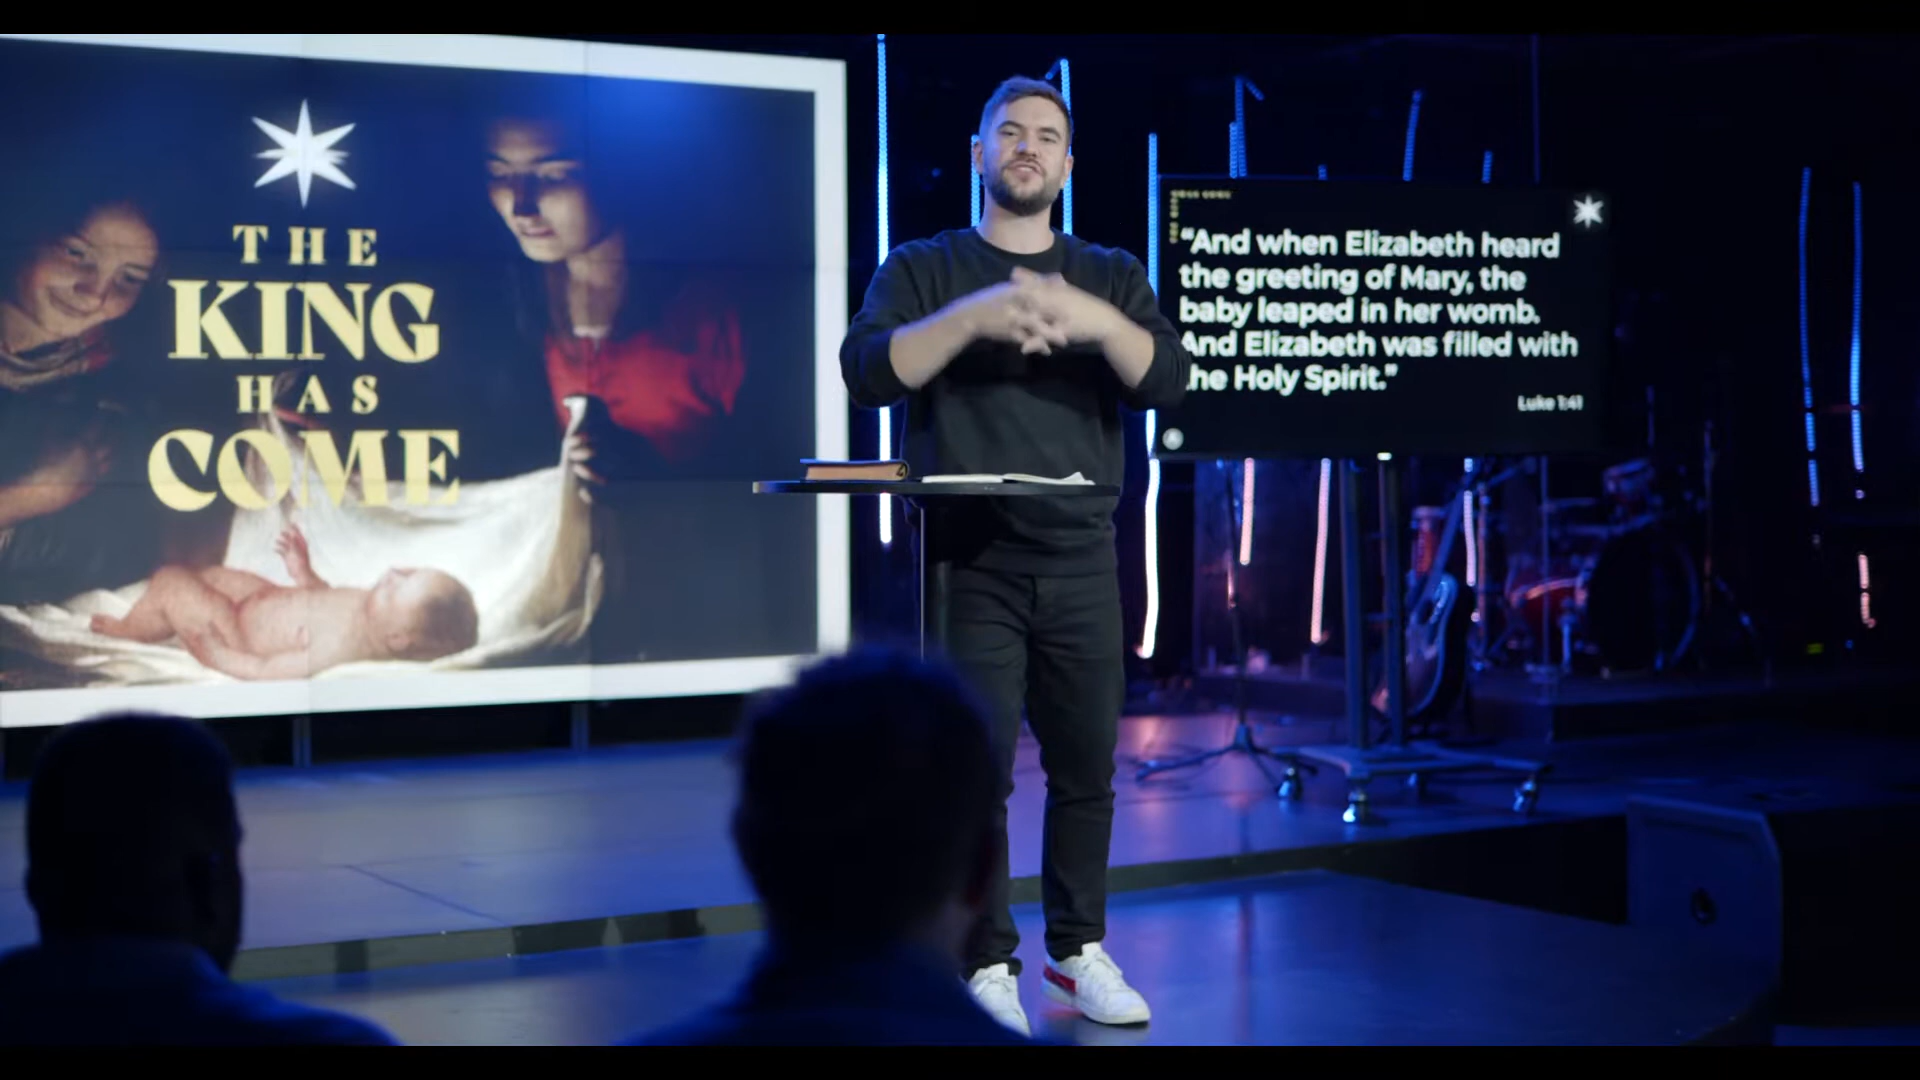 THE
KING
HAS
COME
“And when Elizabeth heard
the greeting of Mary, the
baby leaped in her womb.
And Elizabeth was filled with
the Holy Spirit.”
Luke 1:41